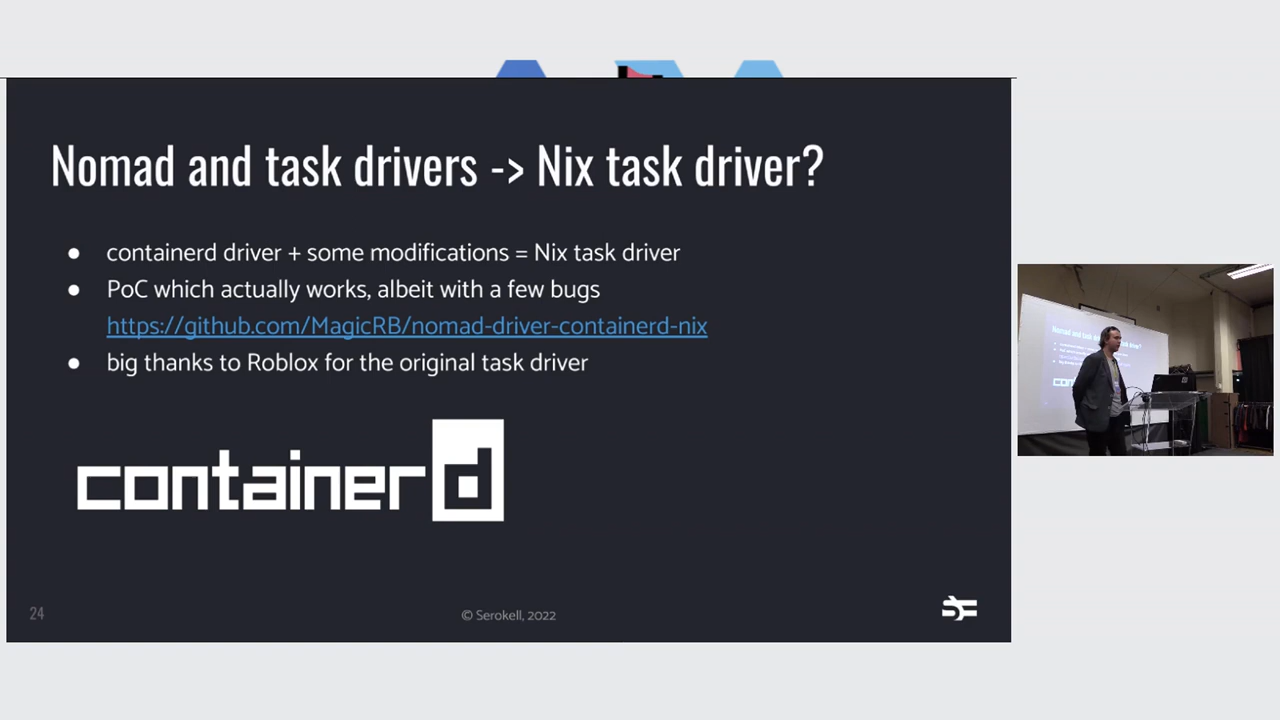 Nomad and task drivers -> Nix task driver?
● containerd driver + some modifications = Nix task driver
● PoC which actually works, albeit with a few bugs
https://github.com/MagicRB/nomad-driver-containerd-nix
● big thanks to Roblox for the original task driver
containerd
24
© Serokell, 2022